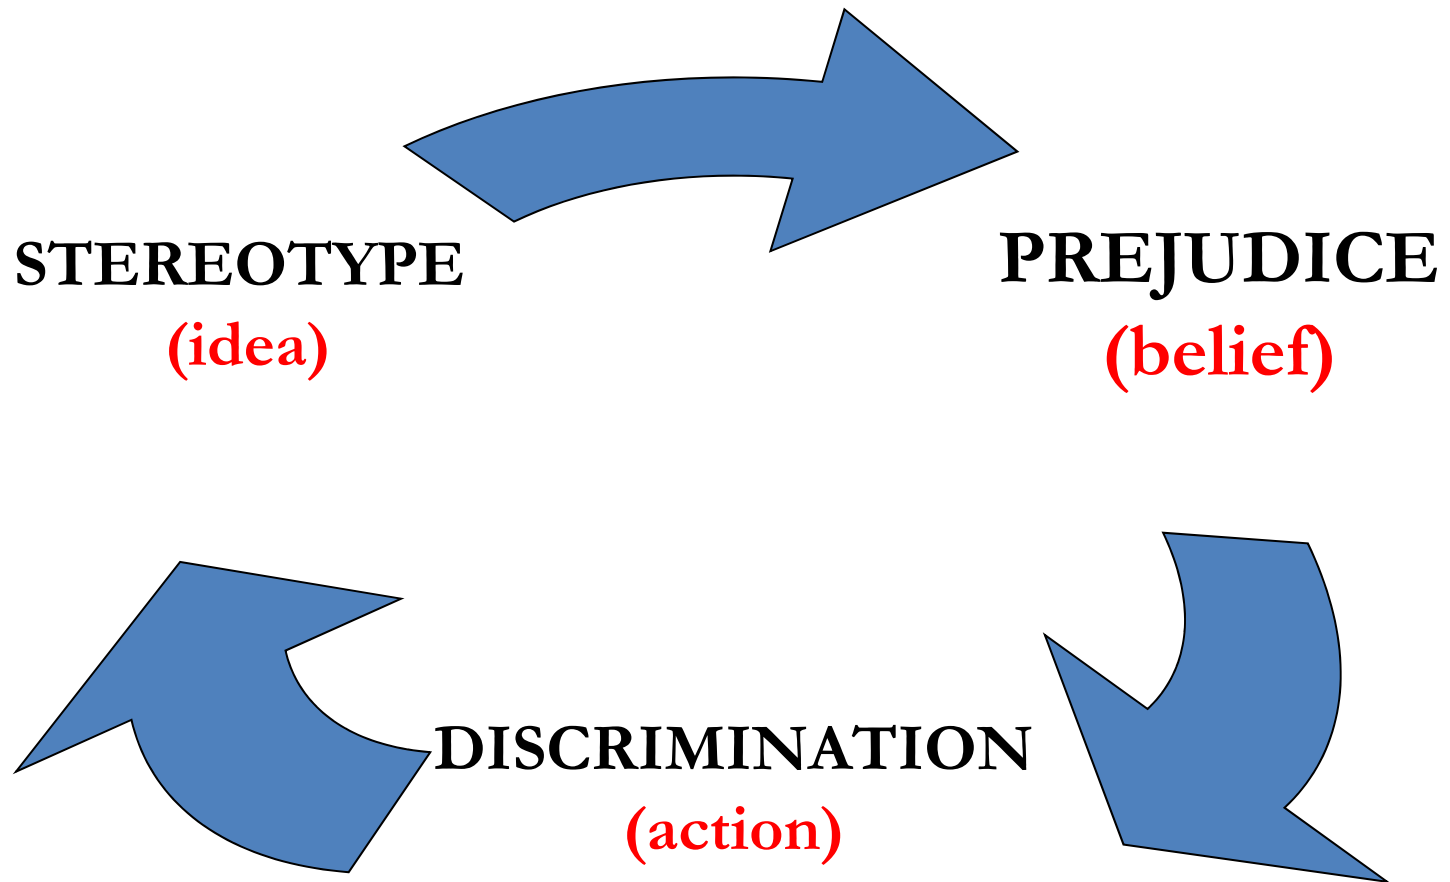 STEREOTYPE
(idea)
PREJUDICE
(belief)
DISCRIMINATION
(action)